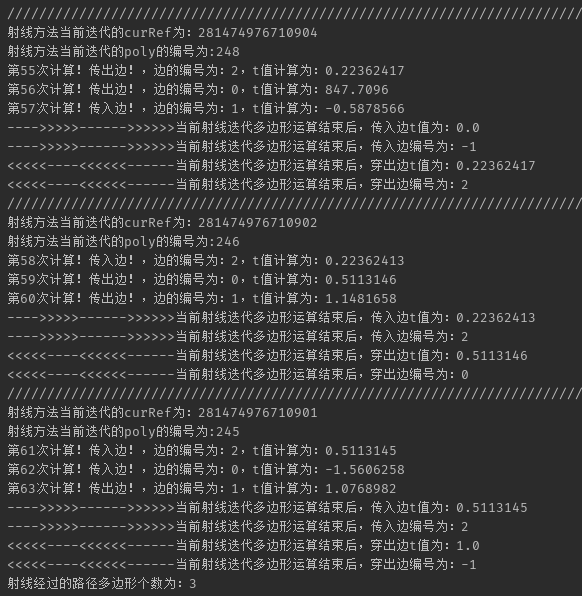 ////////////////////////////////////////////////////////////////////////
射线方法当前迭代的curRef为：281474976710904
射线方法当前迭代的poly的编号为:248
第55次计算！传出边！，边的编号为：2，t值计算为：0.22362417
第56次计算！传出边！，边的编号为：0，t值计算为：847.7096
第57次计算！传入边！，边的编号为：1，t值计算为：-0.5878566
---->>>>>------>>>>>>当前射线迭代多边形运算结束后，传入边t值为：0.0
---->>>>>------>>>>>>当前射线迭代多边形运算结束后，传入边编号为：-1
<<<<<----<<<<<<------当前射线迭代多边形运算结束后，穿出边t值为：0.22362417
<<<<<----<<<<<<------当前射线迭代多边形运算结束后，穿出边编号为：2
////////////////////////////////////////////////////////////////////////
射线方法当前迭代的curRef为：281474976710902
射线方法当前迭代的poly的编号为:246
第58次计算！传入边！，边的编号为：2，t值计算为：0.22362413
第59次计算！传出边！，边的编号为：0，t值计算为：0.5113146
第60次计算！传出边！，边的编号为：1，t值计算为：1.1481658
---->>>>>------>>>>>>当前射线迭代多边形运算结束后，传入边t值为：0.22362413
---->>>>>------>>>>>>当前射线迭代多边形运算结束后，传入边编号为：2
<<<<<----<<<<<<------当前射线迭代多边形运算结束后，穿出边t值为：0.5113146
<<<<<----<<<<<<------当前射线迭代多边形运算结束后，穿出边编号为：0
////////////////////////////////////////////////////////////////////////
射线方法当前迭代的curRef为：281474976710901
射线方法当前迭代的poly的编号为:245
第61次计算！传入边！，边的编号为：2，t值计算为：0.5113145
第62次计算！传入边！，边的编号为：0，t值计算为：-1.5606258
第63次计算！传出边！，边的编号为：1，t值计算为：1.0768982
---->>>>>------>>>>>>当前射线迭代多边形运算结束后，传入边t值为：0.5113145
---->>>>>------>>>>>>当前射线迭代多边形运算结束后，传入边编号为：2
<<<<<----<<<<<<------当前射线迭代多边形运算结束后，穿出边t值为：1.0
<<<<<----<<<<<<------当前射线迭代多边形运算结束后，穿出边编号为：-1
射线经过的路径多边形个数为：3